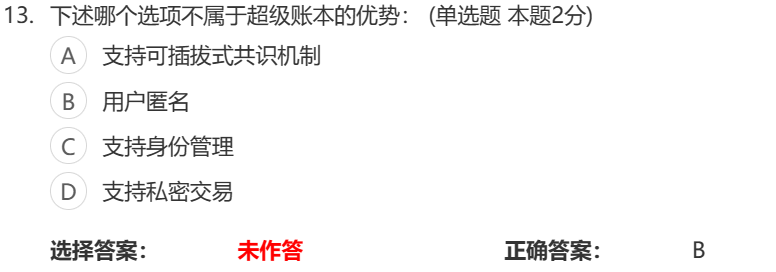 13. 下述哪个选项不属于超级账本的优势： (单选题 本题2分)
A 支持可插拔式共识机制
B 用户匿名
C 支持身份管理
D 支持私密交易
选择答案： 未作答 正确答案： B